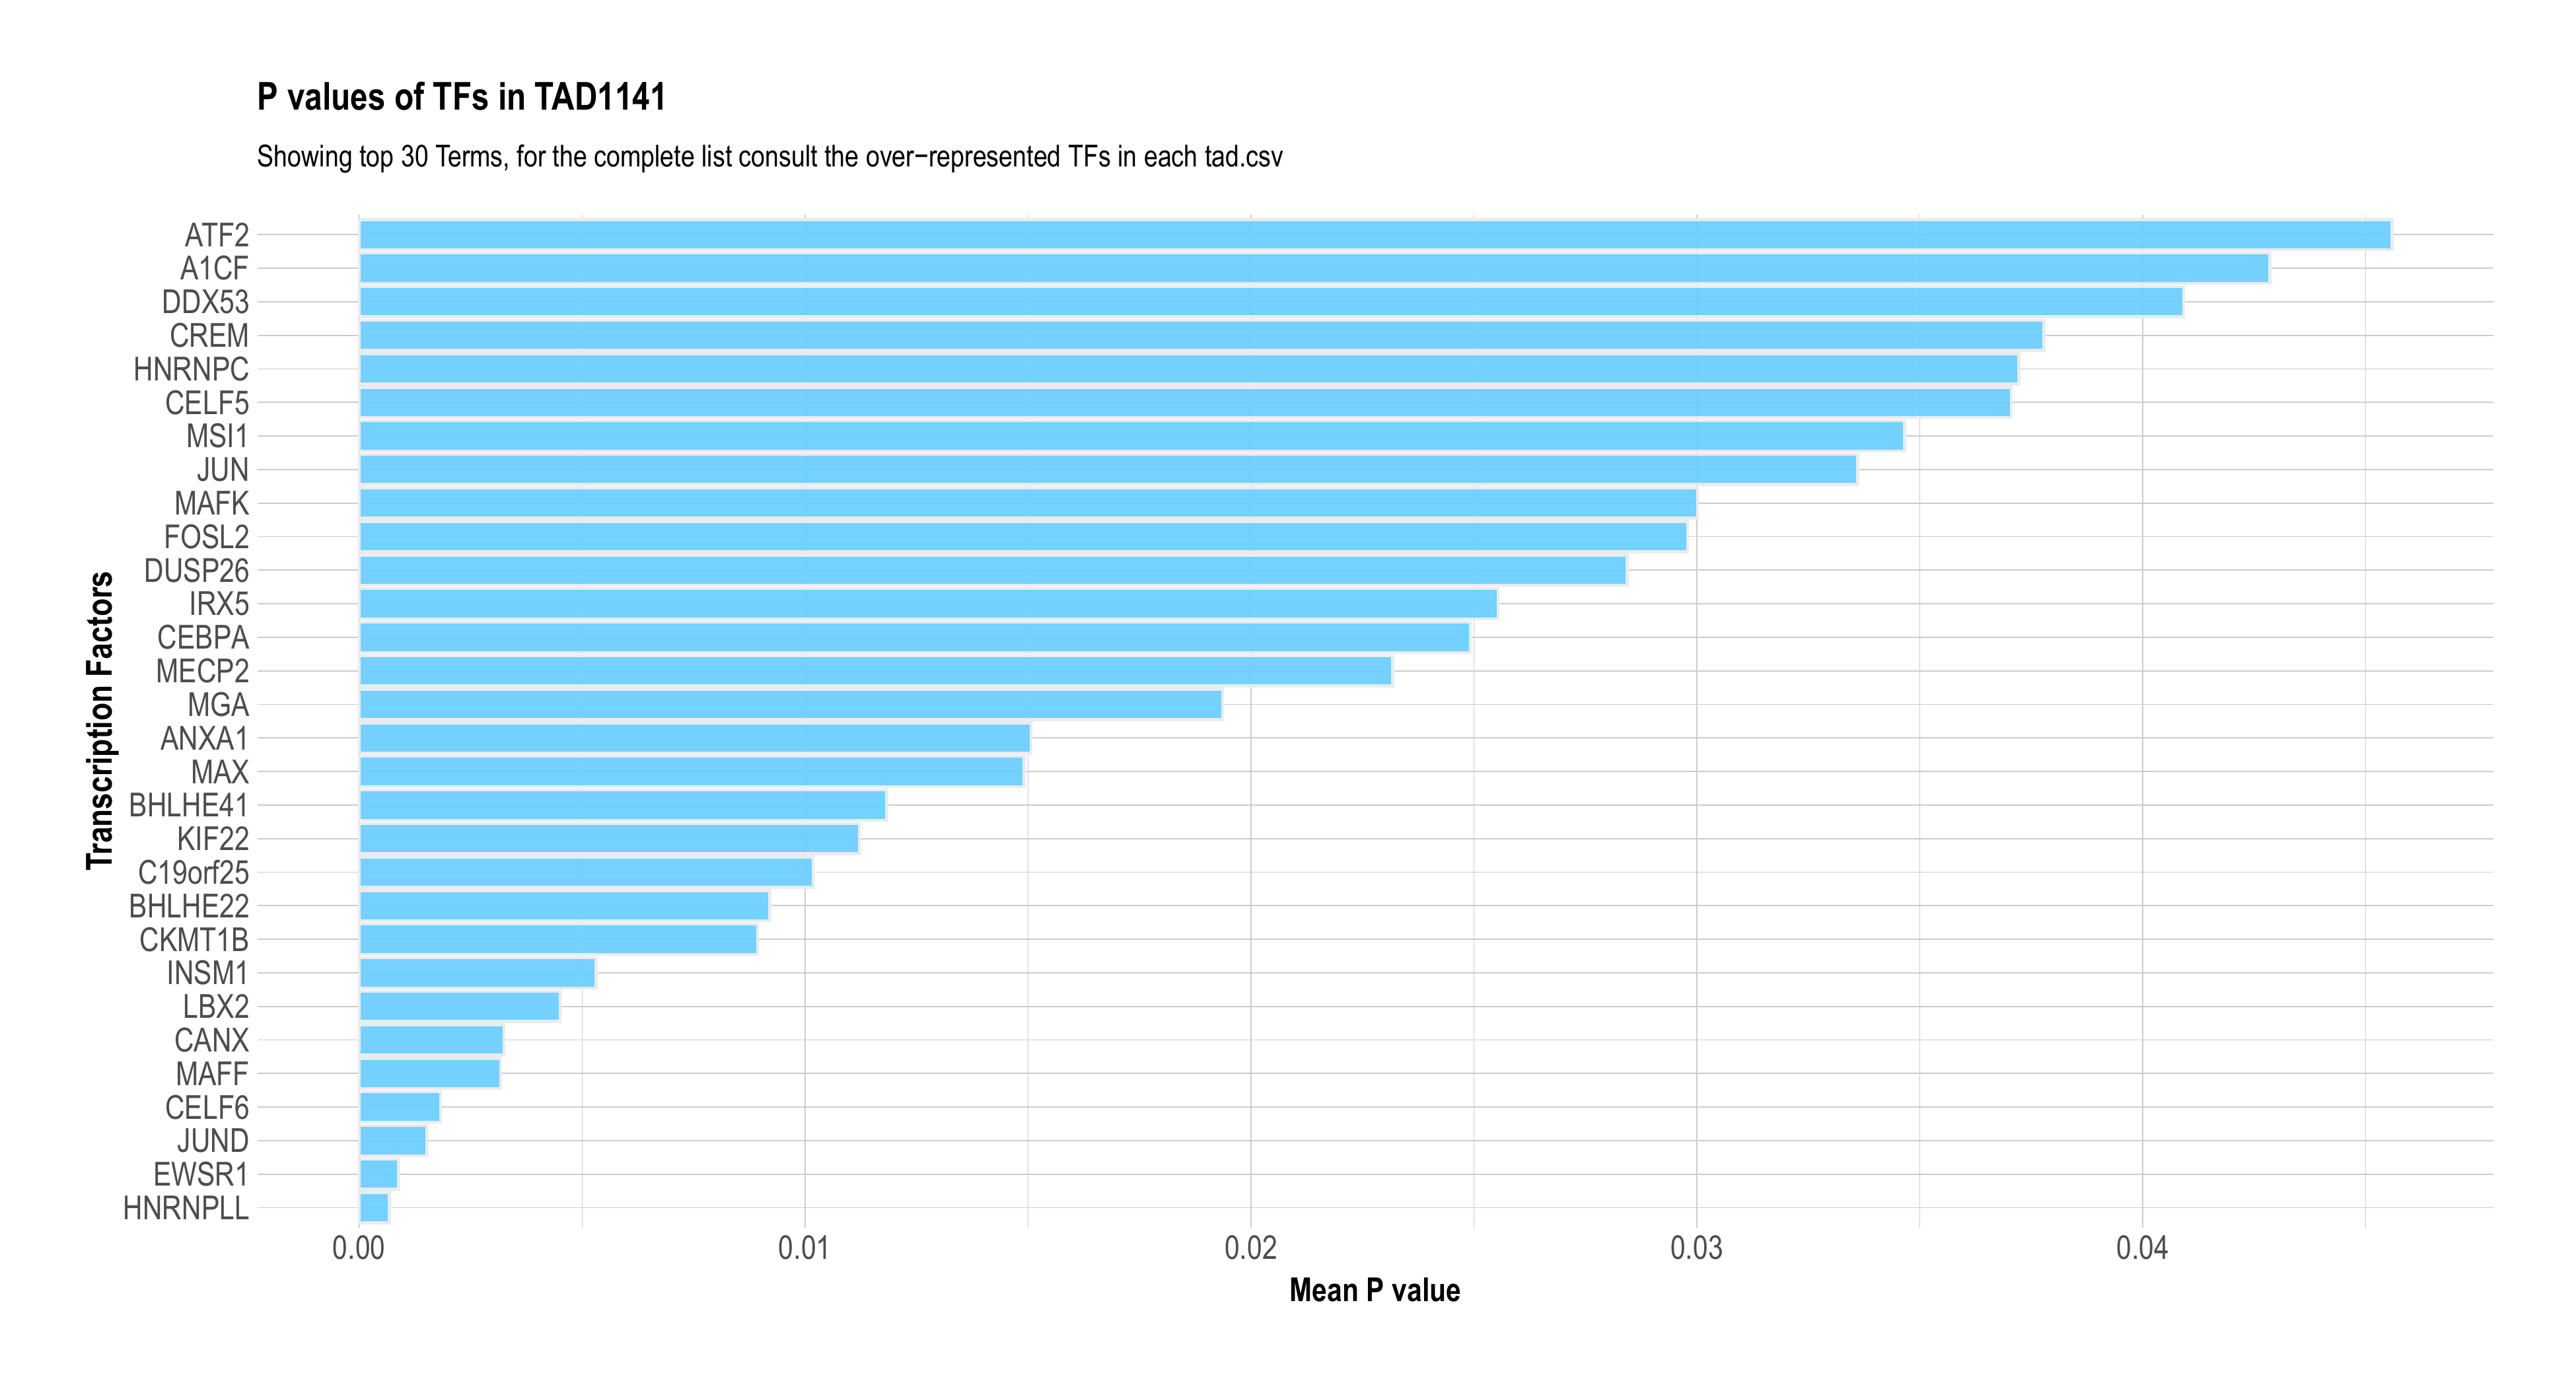 P values of TFs in TAD1141
Showing top 30 Terms, for the complete list consult the over−represented TFs in each tad.csv
Transcription Factors
ATF2
A1CF
DDX53
CREM
HNRNPC
CELF5
MSI1
JUN
MAFK
FOSL2
DUSP26
IRX5
CEBPA
MECP2
MGA
ANXA1
MAX
BHLHE41
KIF22
C19orf25
BHLHE22
CKMT1B
INSM1
LBX2
CANX
MAFF
CELF6
JUND
EWSR1
HNRNPLL
0.00 0.01 0.02 0.03 0.04
Mean P value